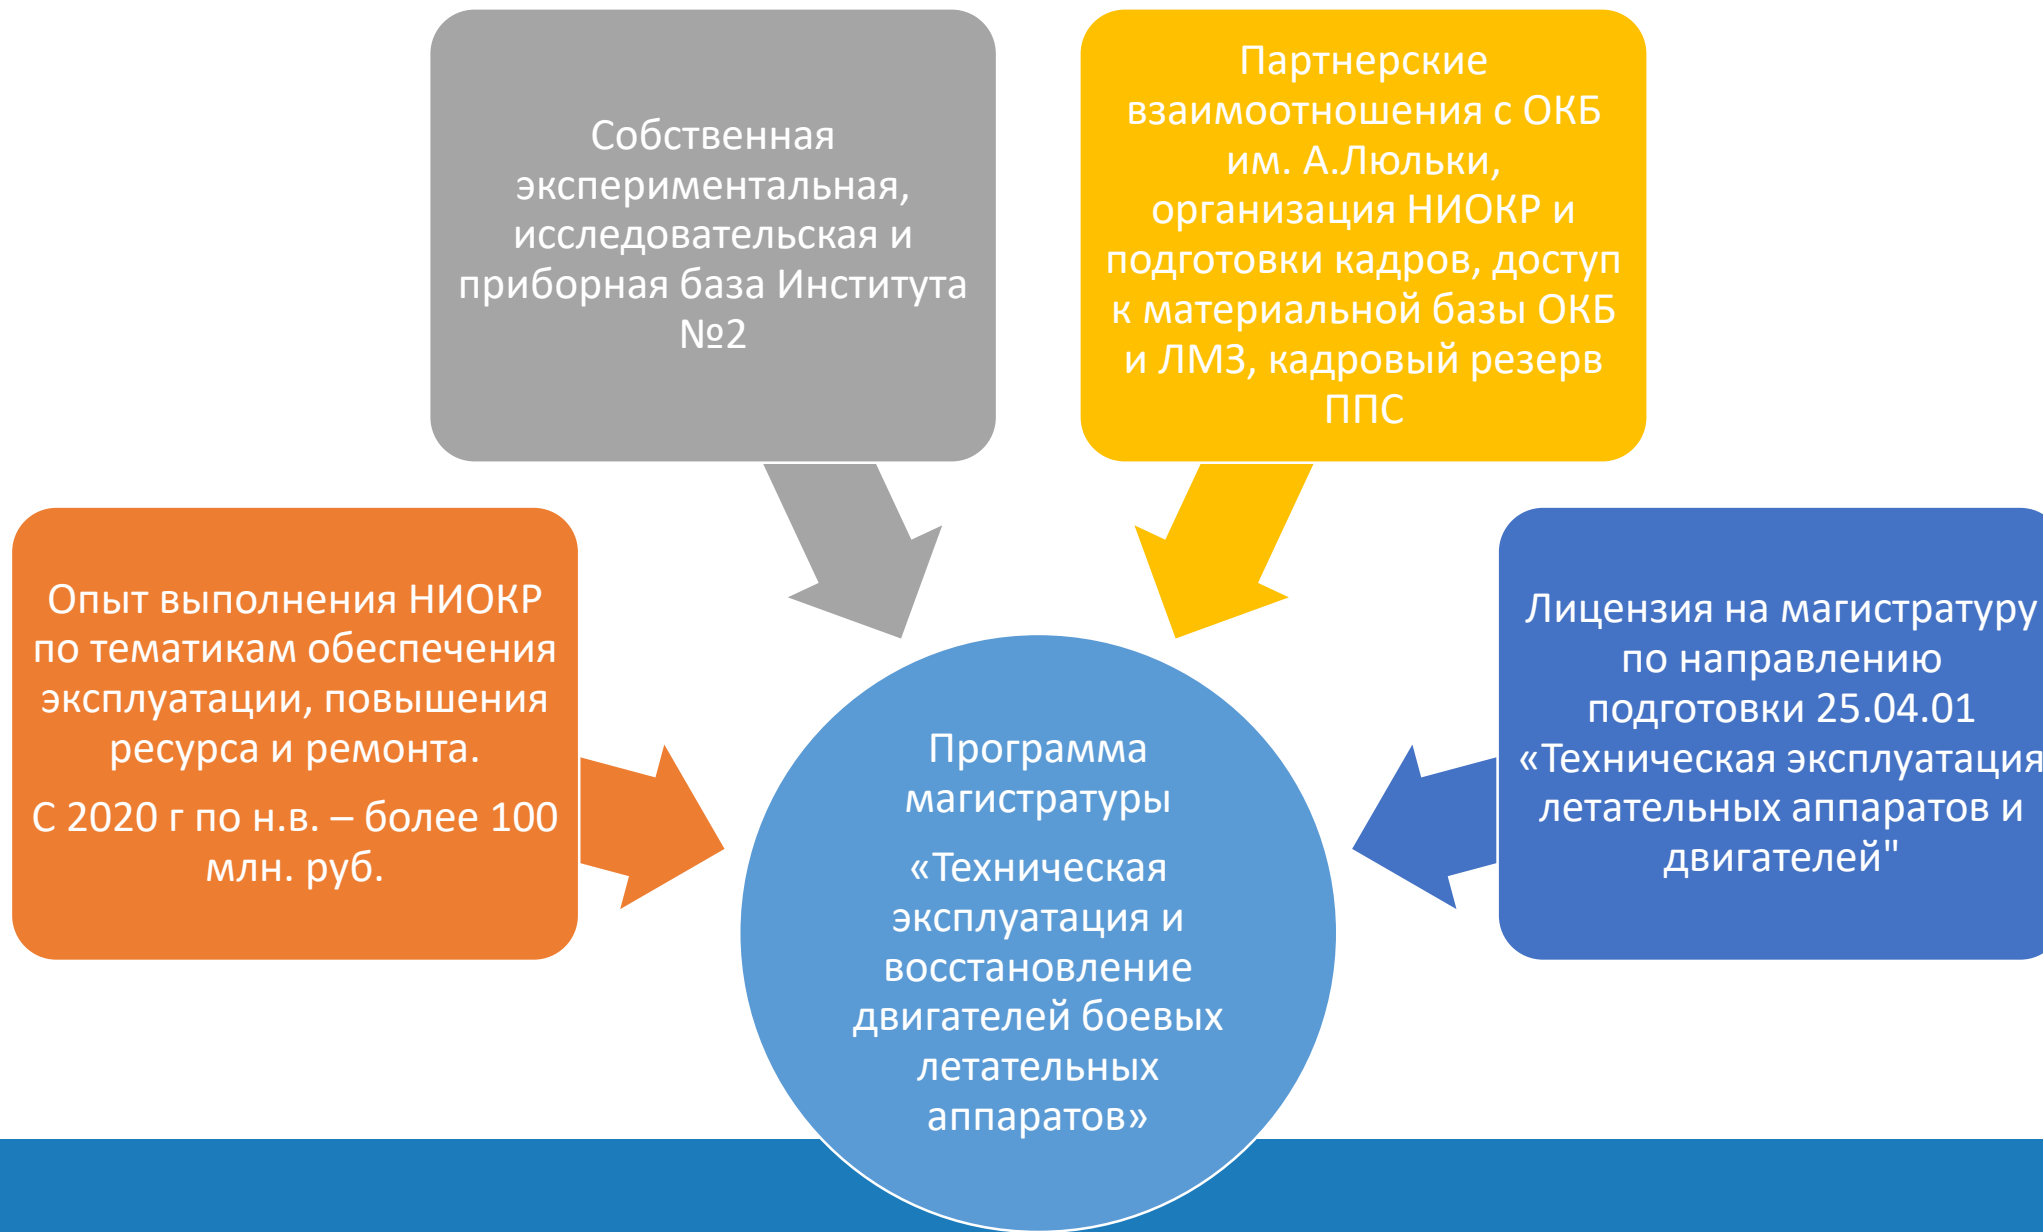 Собственная
экспериментальная,
исследовательская и
приборная база Института
№2
Партнерские
взаимоотношения с ОКБ
им. А.Люльки,
организация НИОКР и
подготовки кадров, доступ
к материальной базы ОКБ
и ЛМЗ, кадровый резерв
ППС
Опыт выполнения НИОКР
по тематикам обеспечения
эксплуатации, повышения
ресурса и ремонта.
С 2020 г по н.в. – более 100
млн. руб.
Лицензия на магистратуру
по направлению
подготовки 25.04.01
«Техническая эксплуатация
летательных аппаратов и
двигателей"
Программа
магистратуры
«Техническая
эксплуатация и
восстановление
двигателей боевых
летательных
аппаратов»